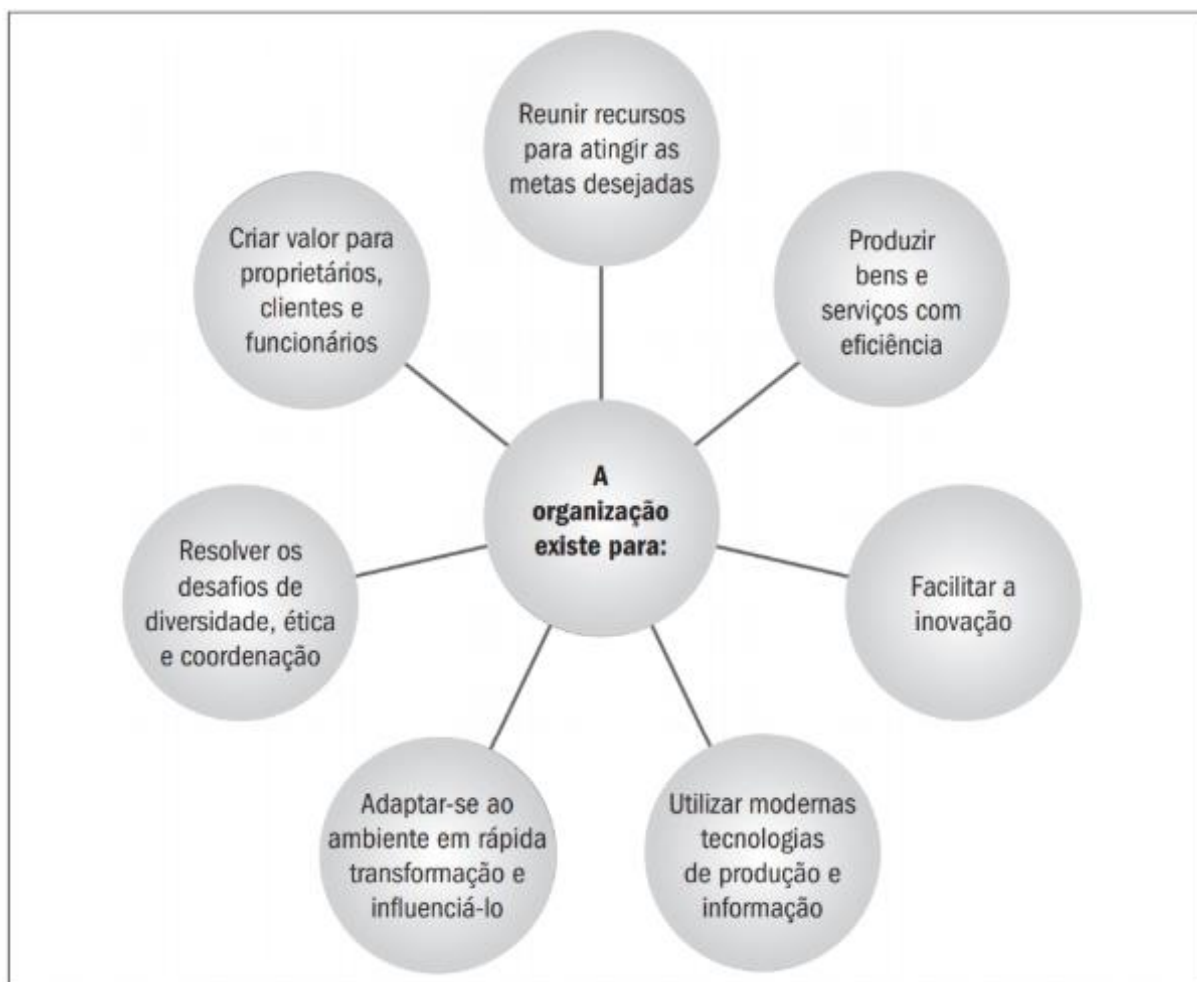 Reunir recursos
para atingir as
metas desejadas
Produzir
bens e
serviços com
eficiência
Facilitar a
inovação
Utilizar modernas
tecnologias
de produção e
informação
Adaptar-se ao
ambiente em rápida
transformação e
influenciá-lo
Resolver os
desafios de
diversidade, ética
e coordenação
Criar valor para
proprietários,
clientes e
funcionários
A
organização
existe para: